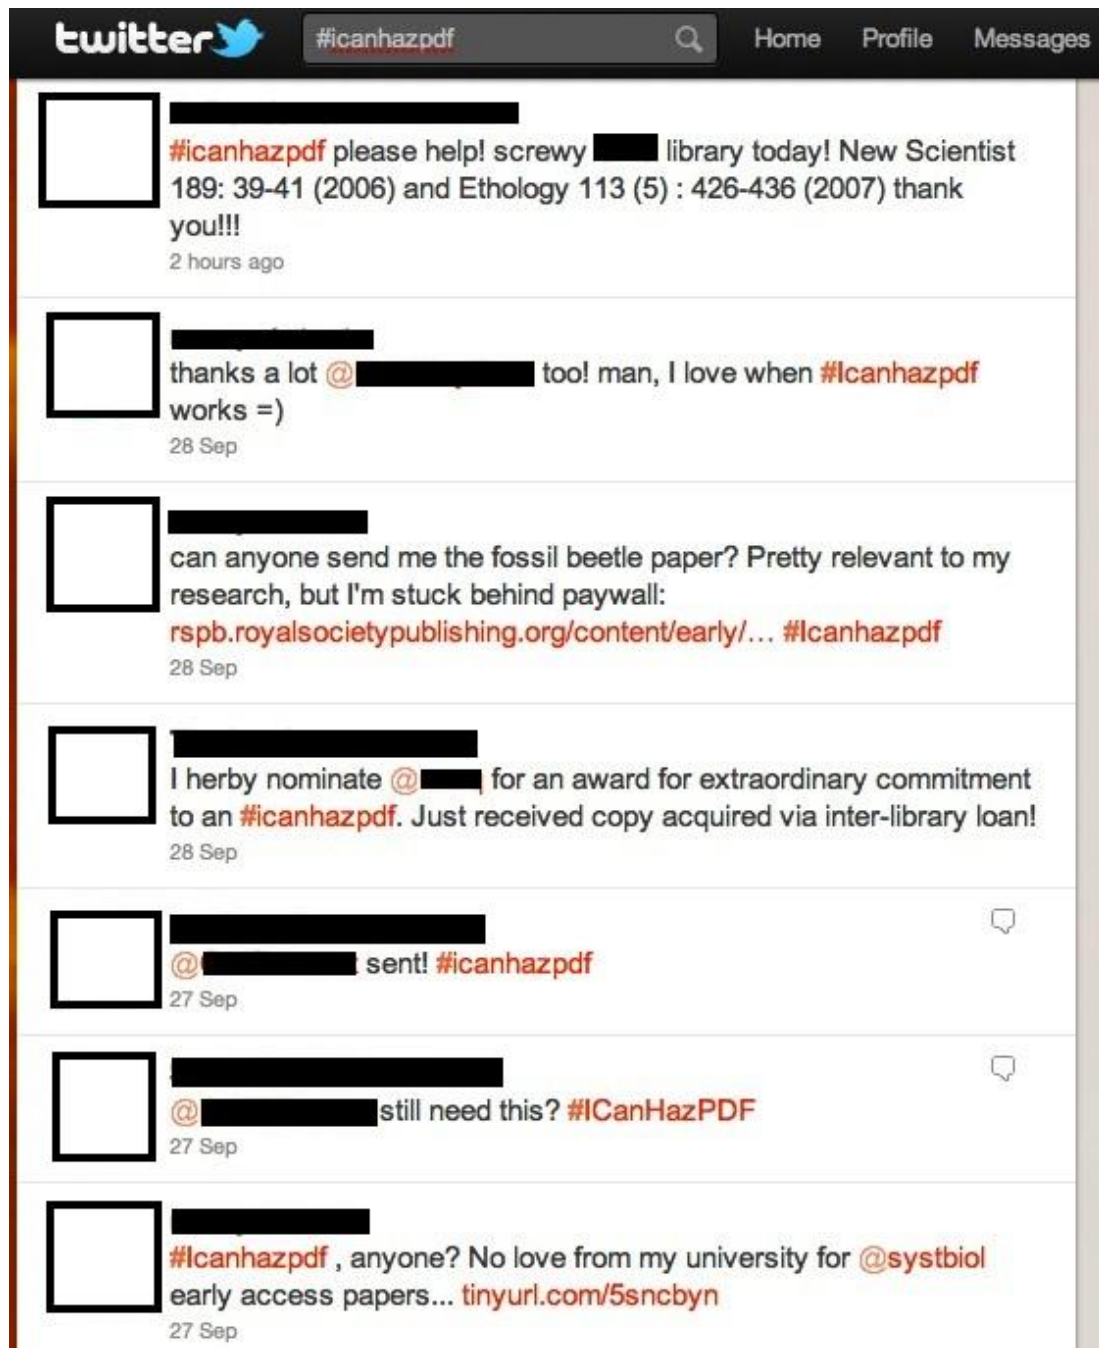 twitter #icanhazpdf Home Profile Messages
#icanhazpdf please help! screwy library today! New Scientist
189: 39-41 (2006) and Ethology 113 (5) : 426-436 (2007) thank
you!!!
2 hours ago
thanks a lot @ too! man, I love when #Icanhazpdf
works =)
28 Sep
can anyone send me the fossil beetle paper? Pretty relevant to my
research, but I'm stuck behind paywall:
rspb.royalsocietypublishing.org/content/early/... #Icanhazpdf
28 Sep
I herby nominate @ for an award for extraordinary commitment
to an #icanhazpdf. Just received copy acquired via inter-library loan!
28 Sep
@ sent! #icanhazpdf
27 Sep
@ still need this? #ICanHazPDF
27 Sep
#Icanhazpdf , anyone? No love from my university for @systbiol
early access papers... tinyurl.com/5sncbyn
27 Sep